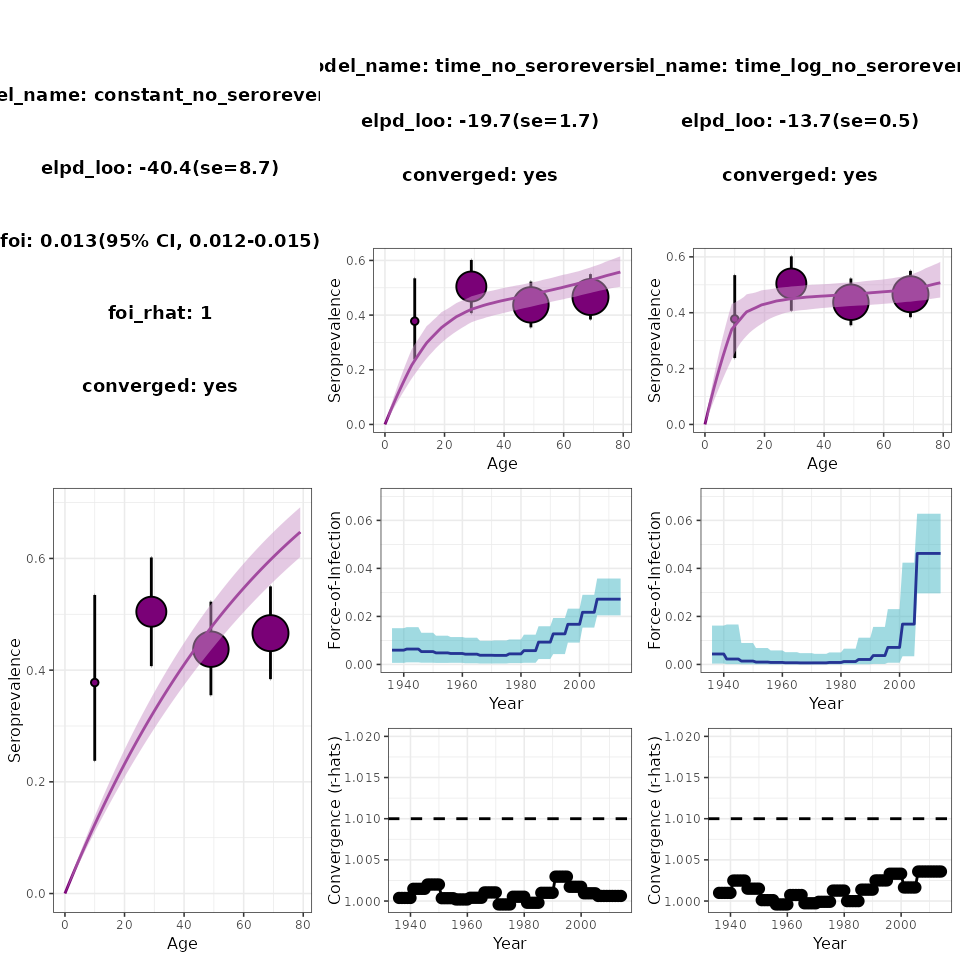 el_name: constant_no_serorever
elpd_loo: -40.4(se=8.7)
foi: 0.013(95% CI, 0.012-0.015)
foi_rhat: 1
converged: yes
0.6
0.4
0.2
0.0
Seroprevalence
0 20 40 60 80
Age
odel_name: time_no_seroreversi
elpd_loo: -19.7(se=1.7)
converged: yes
0.6
0.4
0.2
0.0
Seroprevalence
0 20 40 60 80
Age
0.06
0.04
0.02
0.00
Force-of-Infection
1940 1960 1980 2000
Year
1.020
1.015
1.010
1.005
1.000
Convergence (r-hats)
1940 1960 1980 2000
Year
el_name: time_log_no_serorever
elpd_loo: -13.7(se=0.5)
converged: yes
0.6
0.4
0.2
0.0
Seroprevalence
0 20 40 60 80
Age
0.06
0.04
0.02
0.00
Force-of-Infection
1940 1960 1980 2000
Year
1.020
1.015
1.010
1.005
1.000
Convergence (r-hats)
1940 1960 1980 2000
Year